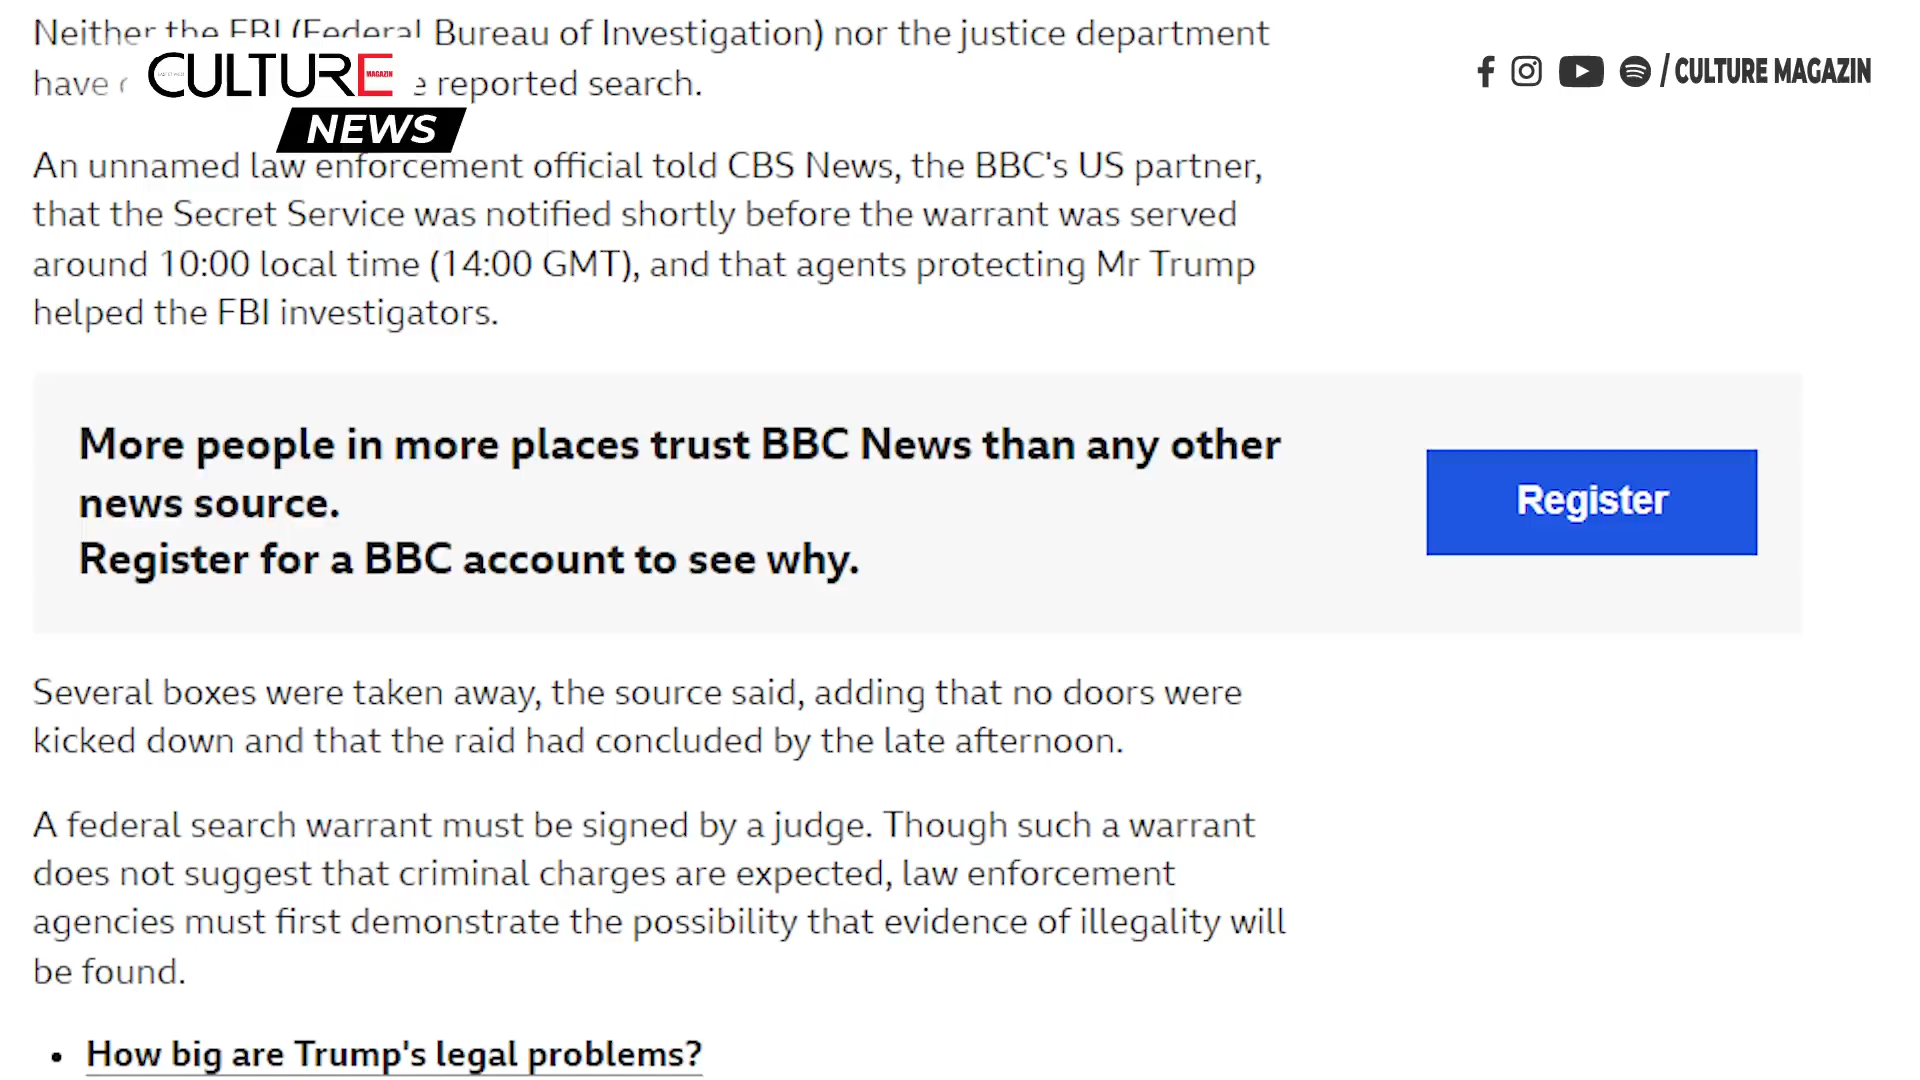 Neither the FBI (Federal Bureau of Investigation) nor the justice department
have reported search.
CULTURE
MAGAZIN
NEWS
/ CULTURE MAGAZIN
An unnamed law enforcement official told CBS News, the BBC's US partner,
that the Secret Service was notified shortly before the warrant was served
around 10:00 local time (14:00 GMT), and that agents protecting Mr Trump
helped the FBI investigators.
More people in more places trust BBC News than any other
news source.
Register for a BBC account to see why.
Register
Several boxes were taken away, the source said, adding that no doors were
kicked down and that the raid had concluded by the late afternoon.
A federal search warrant must be signed by a judge. Though such a warrant
does not suggest that criminal charges are expected, law enforcement
agencies must first demonstrate the possibility that evidence of illegality will
be found.
• How big are Trump's legal problems?